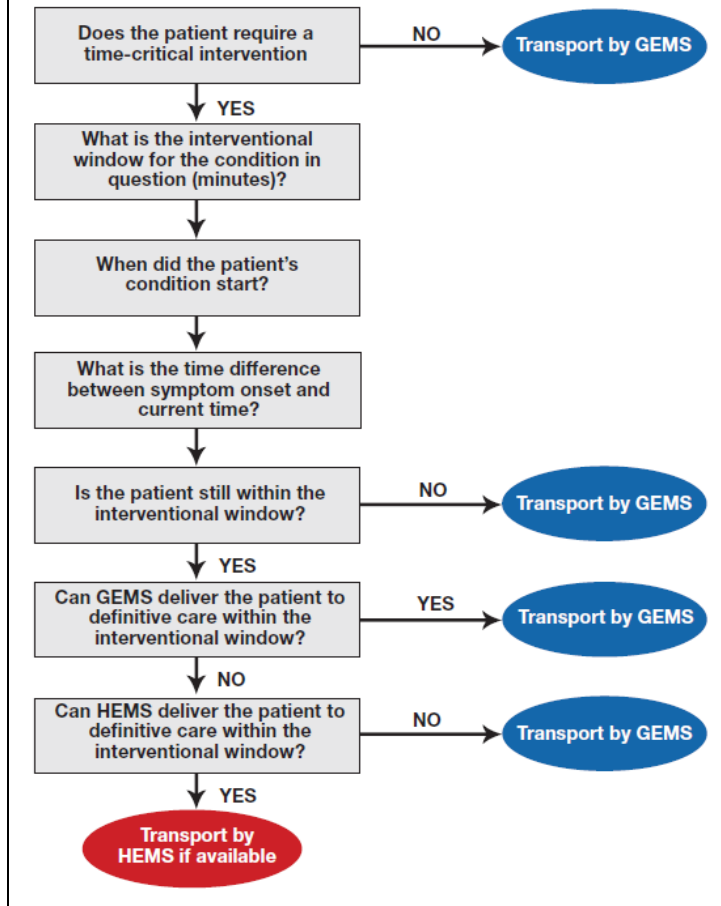 Does the patient require a
time-critical intervention
NO
Transport by GEMS
YES
What is the interventional
window for the condition in
question (minutes)?
When did the patient's
condition start?
What is the time difference
between symptom onset and
current time?
Is the patient still within the
interventional window?
NO
Transport by GEMS
YES
Can GEMS deliver the patient to
definitive care within the
interventional window?
YES
Transport by GEMS
NO
Can HEMS deliver the patient to
definitive care within the
interventional window?
NO
Transport by GEMS
YES
Transport by
HEMS if available